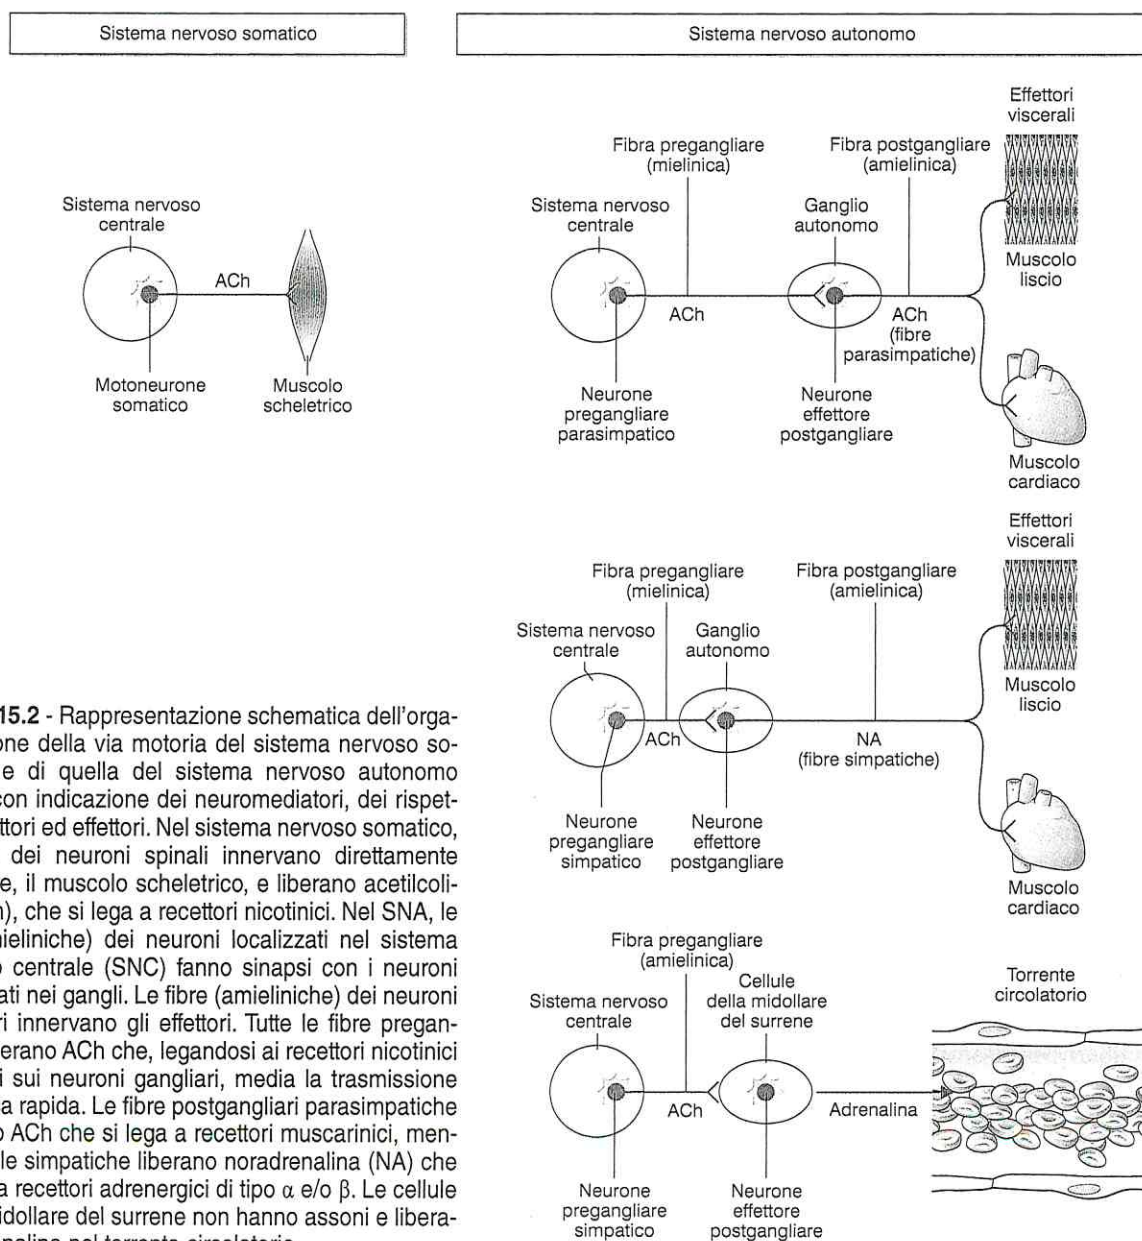 Sistema nervoso somatico
Sistema nervoso autonomo
Sistema nervoso
centrale
ACh
Motoneurone
somatico
Muscolo
scheletrico
Effettori
viscerali
Fibra pregangliare
(mielinica)
Fibra postgangliare
(amielinica)
Sistema nervoso
centrale
Ganglio
autonomo
Muscolo
liscio
ACh
ACh
(fibre
parasimpatiche)
Neurone
pregangliare
parasimpatico
Neurone
effettore
postgangliare
Muscolo
cardiaco
Effettori
viscerali
Fibra pregangliare
(mielinica)
Fibra postgangliare
(amielinica)
Sistema nervoso
centrale
Ganglio
autonomo
Muscolo
liscio
ACh
NA
(fibre simpatiche)
Neurone
pregangliare
simpatico
Neurone
effettore
postgangliare
Muscolo
cardiaco
Fibra pregangliare
(amielinica)
Sistema nervoso
centrale
Cellule
della midollare
del surrene
Torrente
circolatorio
ACh
Adrenalina
Neurone
pregangliare
simpatico
Neurone
effettore
postgangliare
15.2 - Rappresentazione schematica dell'orga-
one della via motoria del sistema nervoso so-
e di quella del sistema nervoso autonomo
con indicazione dei neuromediatori, dei rispet-
ttori ed effettori. Nel sistema nervoso somatico,
dei neuroni spinali innervano direttamente
e, il muscolo scheletrico, e liberano acetilcoli-
), che si lega a recettori nicotinici. Nel SNA, le
ieliniche) dei neuroni localizzati nel sistema
centrale (SNC) fanno sinapsi con i neuroni
ati nei gangli. Le fibre (amieliniche) dei neuroni
ri innervano gli effettori. Tutte le fibre pregan-
erano ACh che, legandosi ai recettori nicotinici
i sui neuroni gangliari, media la trasmissione
a rapida. Le fibre postgangliari parasimpatiche
o ACh che si lega a recettori muscarinici, men-
le simpatiche liberano noradrenalina (NA) che
a recettori adrenergici di tipo α e/o β. Le cellule
idollare del surrene non hanno assoni e libera-